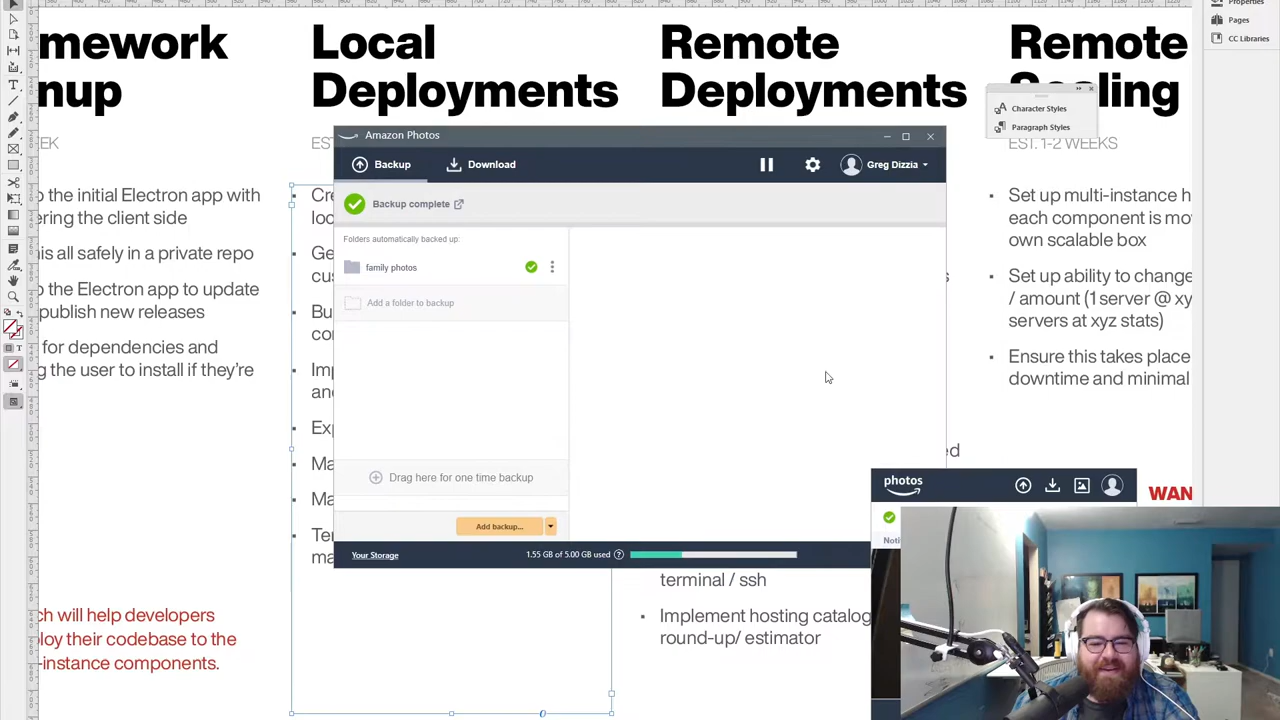 mework
nup
EEK
o the initial Electron app with
ering the client side
nis all safely in a private repo
p the Electron app to update
publish new releases
for dependencies and
ng the user to install if they're
ch will help developers
loy their codebase to the
-instance components.
Local
Deployments
Remote
Deployments
Remote
EST. 1-2 WEEKS
Set up multi-instance h
each component is mov
own scalable box
Set up ability to change
/ amount (1 server @ xy
servers at xyz stats)
Ensure this takes place
downtime and minimal
WAN
terminal / ssh
Implement hosting catalog
round-up/ estimator
Properties
Pages
CC Libraries
Character Styles
Paragraph Styles
Amazon Photos
Backup
Download
Greg Dizzia
Backup complete
Folders automatically backed up:
family photos
Add a folder to backup
Drag here for one time backup
Add backup...
Your Storage
1.55 GB of 5.00 GB used
photos